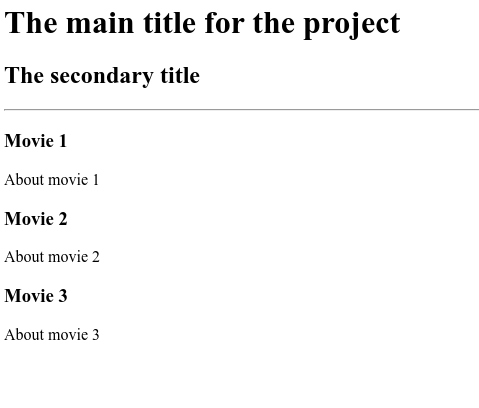 The main title for the project
The secondary title
Movie 1
About movie 1
Movie 2
About movie 2
Movie 3
About movie 3